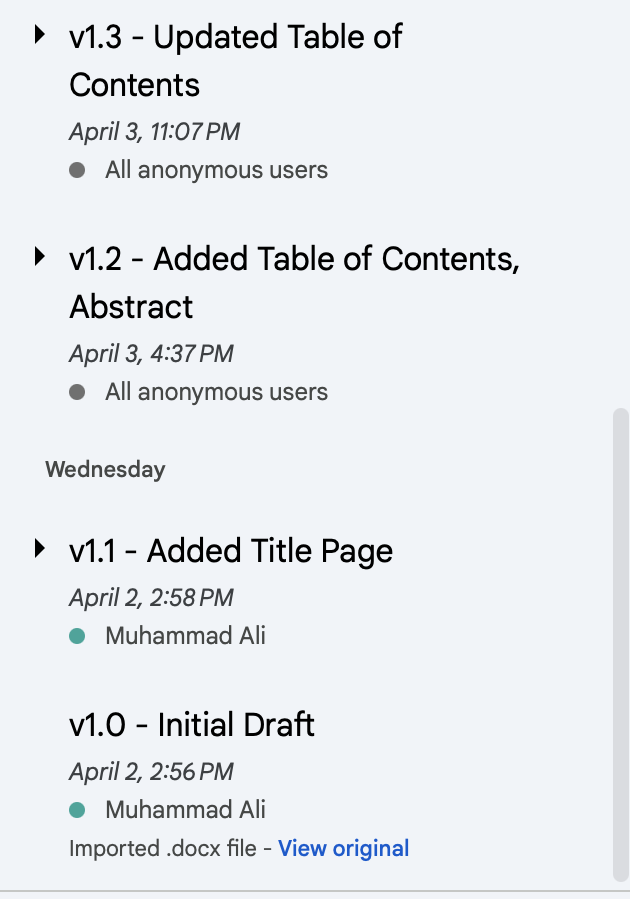 v1.3 - Updated Table of
Contents
April 3, 11:07 PM
All anonymous users
v1.2 - Added Table of Contents,
Abstract
April 3, 4:37 PM
All anonymous users
Wednesday
v1.1 - Added Title Page
April 2, 2:58 PM
Muhammad Ali
v1.0 - Initial Draft
April 2, 2:56 PM
Muhammad Ali
Imported .docx file - View original